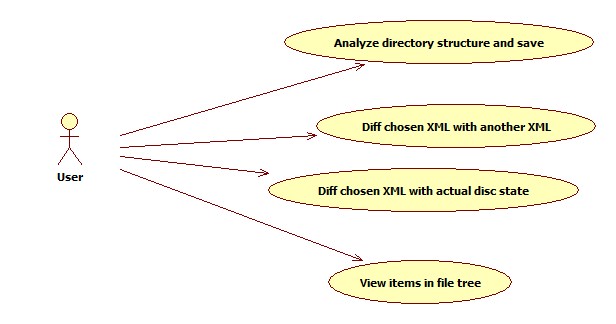 Analyze directory structure and save
Diff chosen XML with another XML
User
Diff chosen XML with actual disc state
View items in file tree